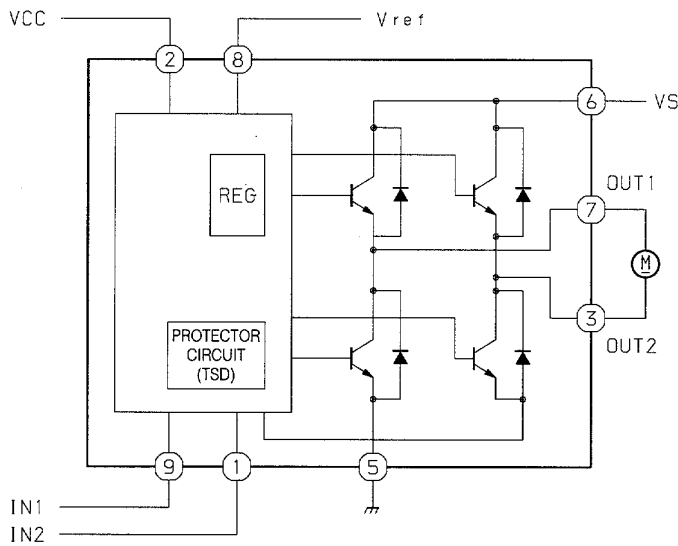 VCC
Vref
2
8
6
VS
REG
OUT1
7
M
PROTECTOR
CIRCUIT
(TSD)
3
OUT2
9
1
5
IN1
IN2